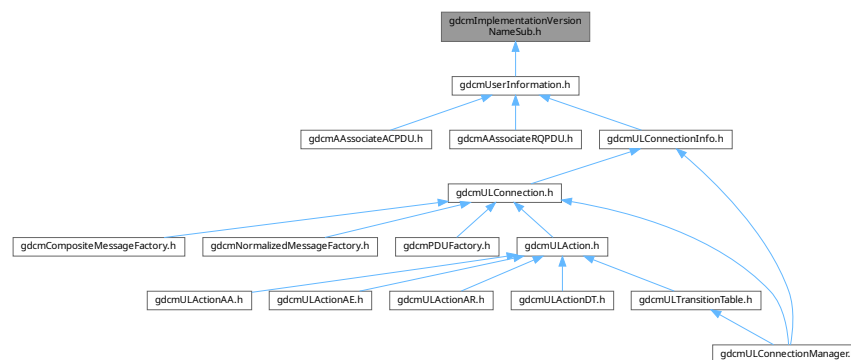 gdcmImplementationVersion
NameSub.h
gdcmUserInformation.h
gdcmAAssociateACPDU.h
gdcmAAssociateRQPDU.h
gdcmULConnectionInfo.h
gdcmULConnection.h
gdcmCompositeMessageFactory.h
gdcmNormalizedMessageFactory.h
gdcmPDUFactory.h
gdcmULAction.h
gdcmULActionAA.h
gdcmULActionAE.h
gdcmULActionAR.h
gdcmULActionDT.h
gdcmULTransitionTable.h
gdcmULConnectionManager.